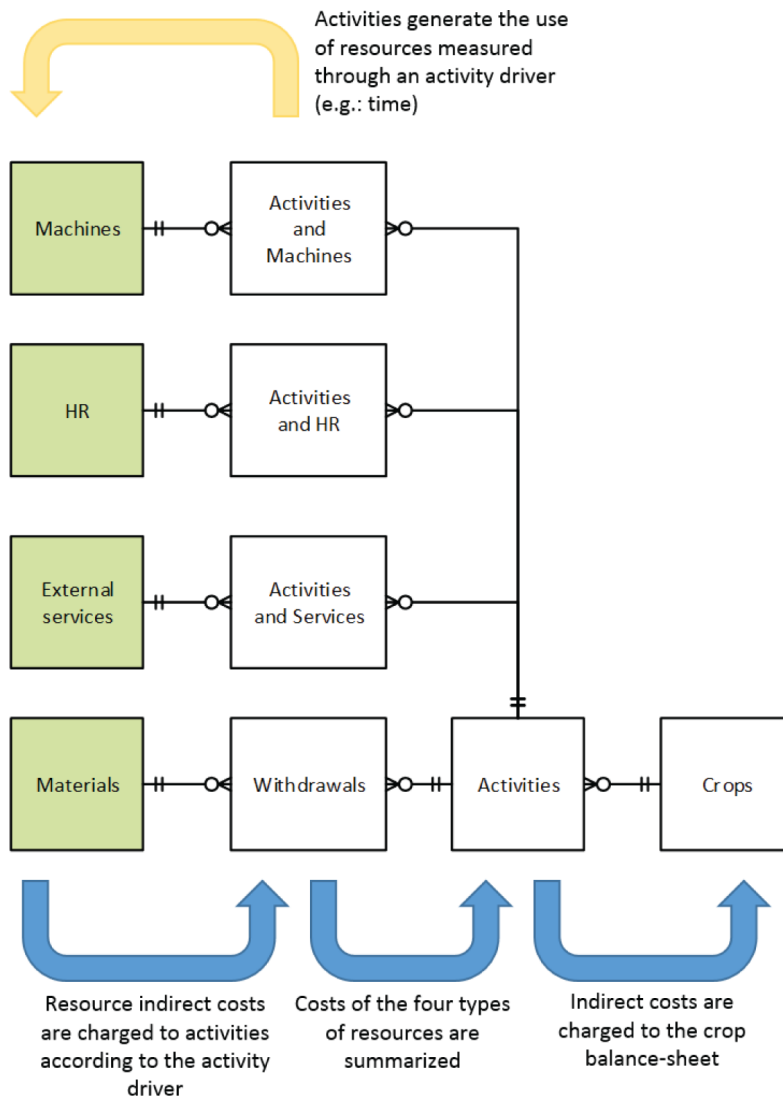 Activities generate the use
of resources measured
through an activity driver
(e.g.: time)
Machines
Activities
and
Machines
HR
Activities
and HR
External
services
Activities
and Services
Materials
Withdrawals
Activities
Crops
Resource indirect costs
are charged to activities
according to the activity
driver
Costs of the four types
of resources are
summarized
Indirect costs are
charged to the crop
balance-sheet